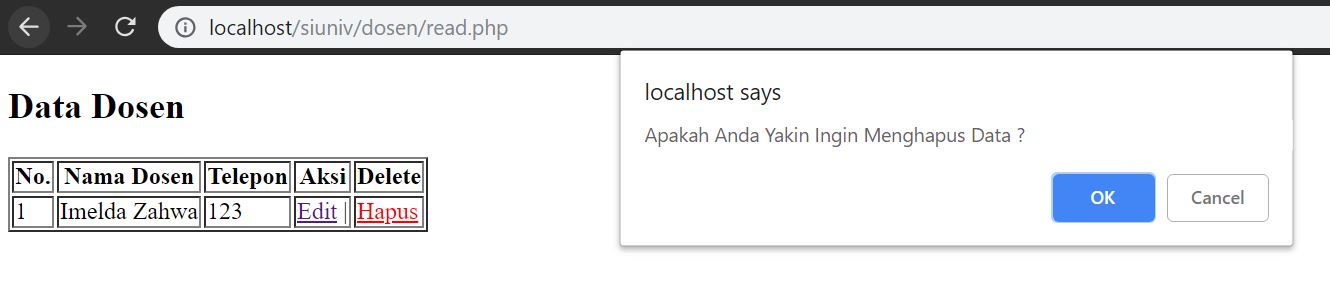 localhost/siuniv/dosen/read.php
localhost says
Apakah Anda Yakin Ingin Menghapus Data ?
OK Cancel
Data Dosen
No. Nama Dosen Telepon Aksi Delete
1 Imelda Zahwa 123 Edit | Hapus